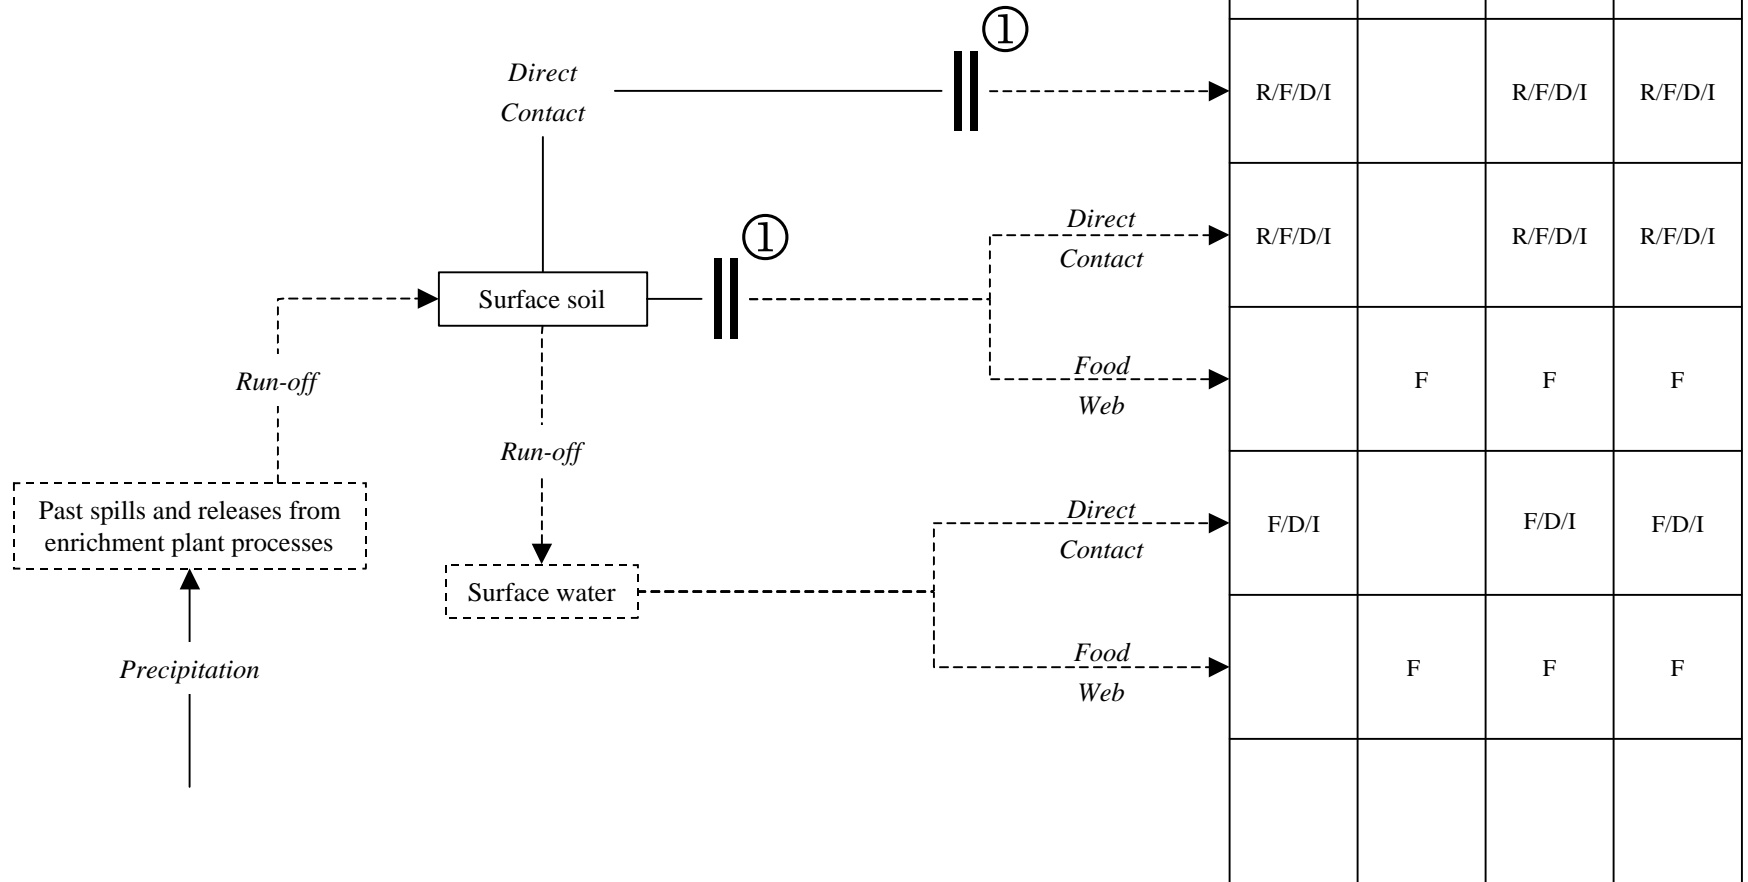 ①
Direct
Contact
R/F/D/I R/F/D/I R/F/D/I
①
Direct
Contact
R/F/D/I R/F/D/I R/F/D/I
Surface soil
Run-off
Food
Web
F F F
Run-off
Past spills and releases from
enrichment plant processes
Direct
Contact
F/D/I F/D/I F/D/I
Surface water
Precipitation
Food
Web
F F F